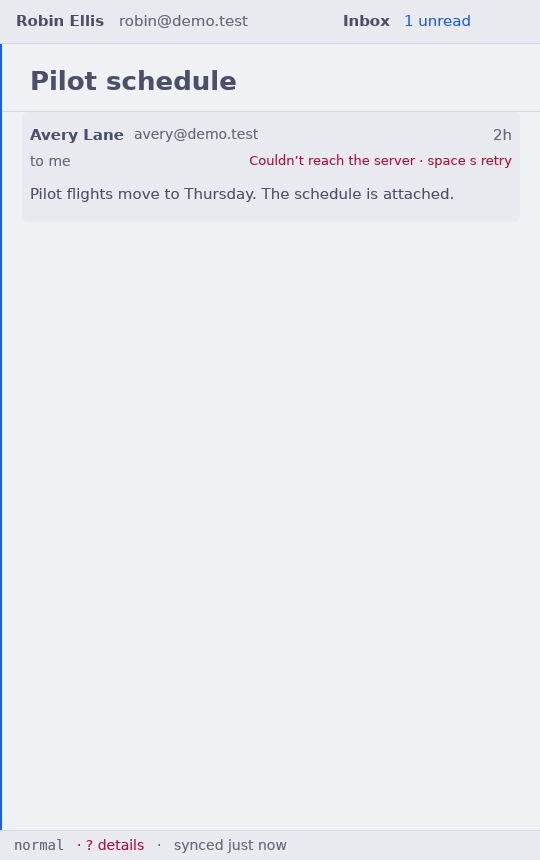 Robin Ellis robin@demo.test Inbox 1 unread
Pilot schedule
Avery Lane avery@demo.test 2h
to me Couldn’t reach the server · space s retry
Pilot flights move to Thursday. The schedule is attached.
normal · ? details · synced just now